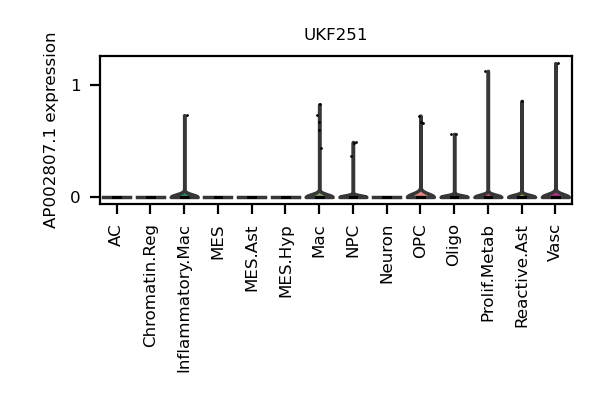 UKF251
AP002807.1 expression
1
0
AC
Chromatin.Reg
Inflammatory.Mac
MES
MES.Ast
MES.Hyp
Mac
NPC
Neuron
OPC
Oligo
Prolif.Metab
Reactive.Ast
Vasc